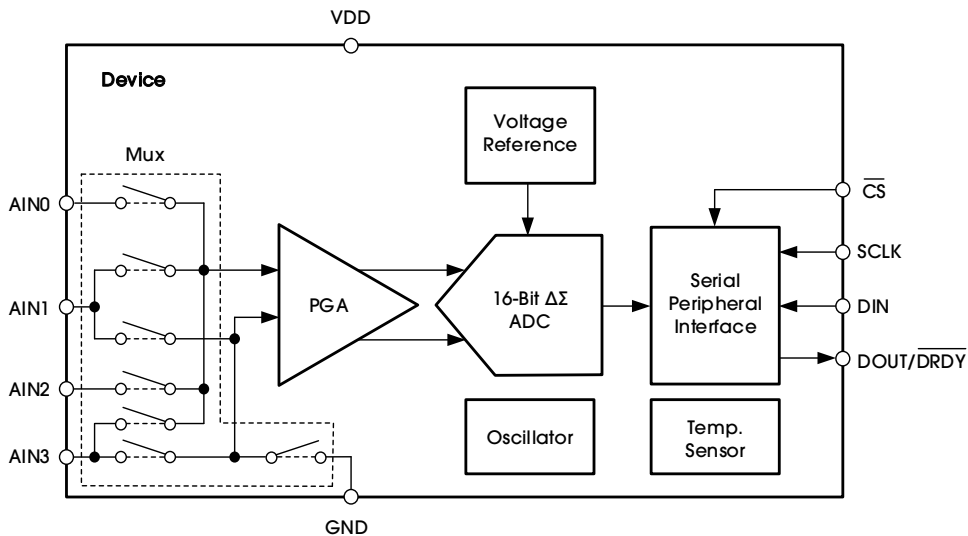 VDD
Device
Voltage
Reference
Mux
AIN0
CS
SCLK
AIN1
PGA
16-Bit ΔΣ
ADC
Serial
Peripheral
Interface
DIN
DOUT/DRDY
AIN2
AIN3
Oscillator
Temp.
Sensor
GND